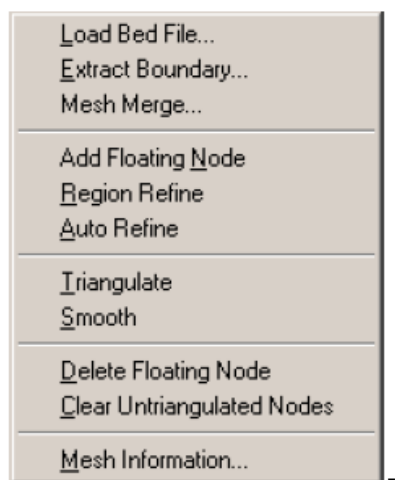 Load Bed File...
Extract Boundary...
Mesh Merge...
Add Floating Node
Region Refine
Auto Refine
Triangulate
Smooth
Delete Floating Node
Clear Untriangulated Nodes
Mesh Information...